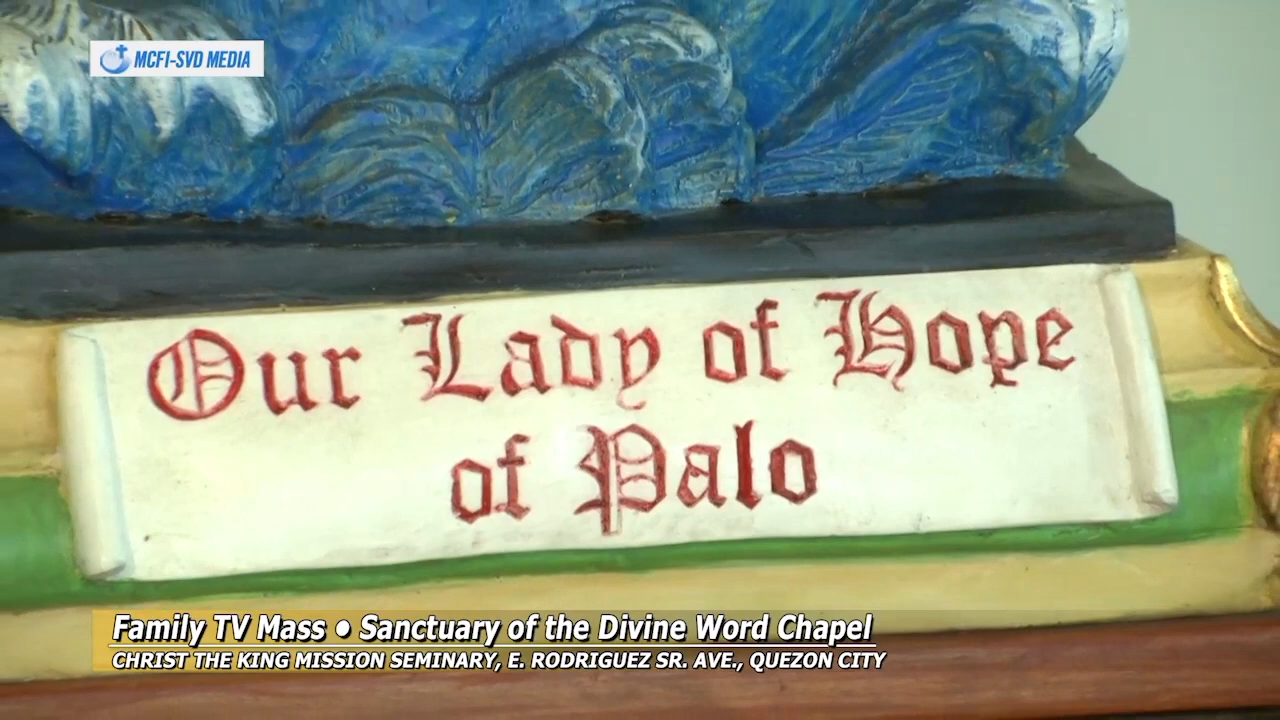 MCFI-SVD MEDIA
Our Lady of Hope
of Palo
Family TV Mass • Sanctuary of the Divine Word Chapel
CHRIST THE KING MISSION SEMINARY, E. RODRIGUEZ SR. AVE., QUEZON CITY